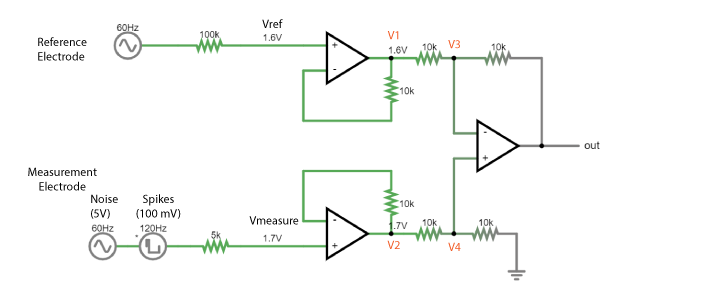 60Hz
Reference
Electrode
100k
Vref
1.6V
+
-
V1
1.6V
10k
V3
10k
10k
-
+
out
Measurement
Electrode
Noise
(5V)
60Hz
Spikes
(100 mV)
120Hz
5k
Vmeasure
1.7V
-
+
10k
1.7V
V2
10k
V4
10k